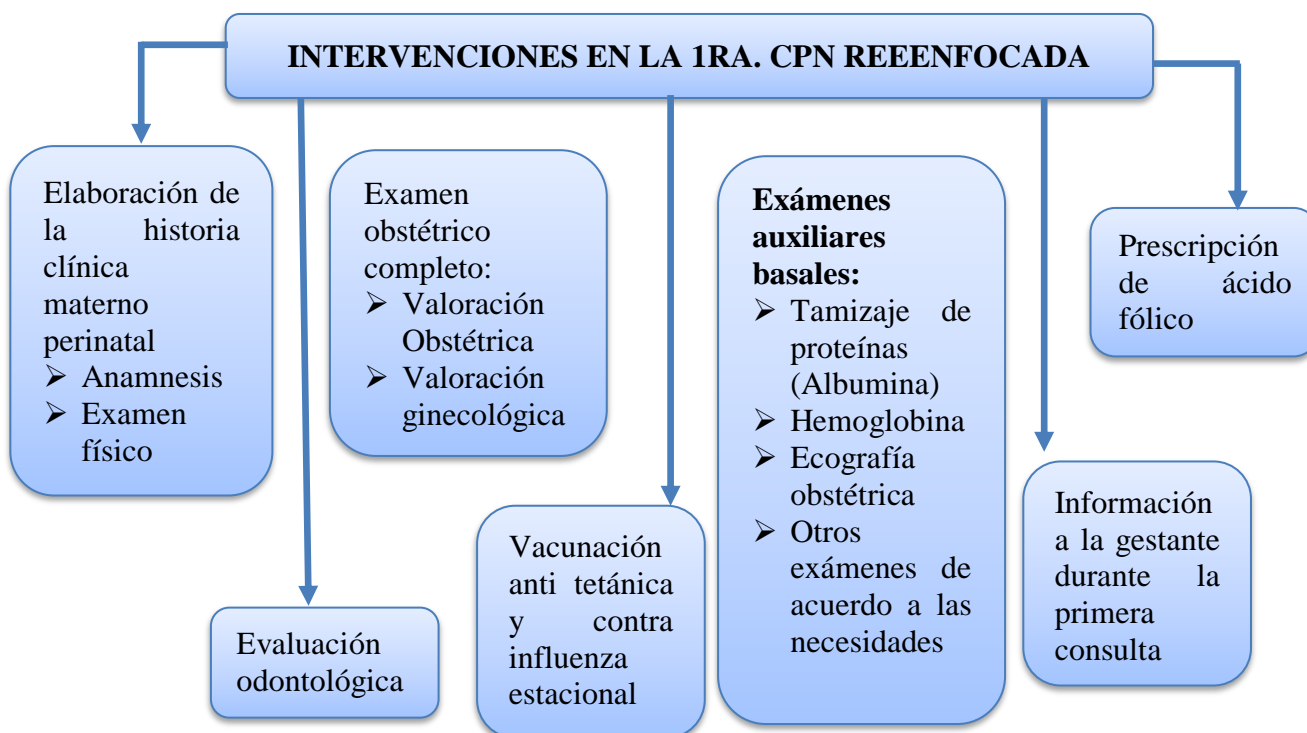 INTERVENCIONES EN LA 1RA. CPN REEENFOCADA
Elaboración de
la historia
clínica
materno
perinatal
➢ Anamnesis
➢ Examen
físico
Evaluación
odontológica
Examen
obstétrico
completo:
➢ Valoración
Obstétrica
➢ Valoración
ginecológica
Vacunación
anti tetánica
y contra
influenza
estacional
Exámenes
auxiliares
basales:
➢ Tamizaje de
proteínas
(Albumina)
➢ Hemoglobina
➢ Ecografía
obstétrica
➢ Otros
exámenes de
acuerdo a las
necesidades
Información
a la gestante
durante la
primera
consulta
Prescripción
de ácido
fólico